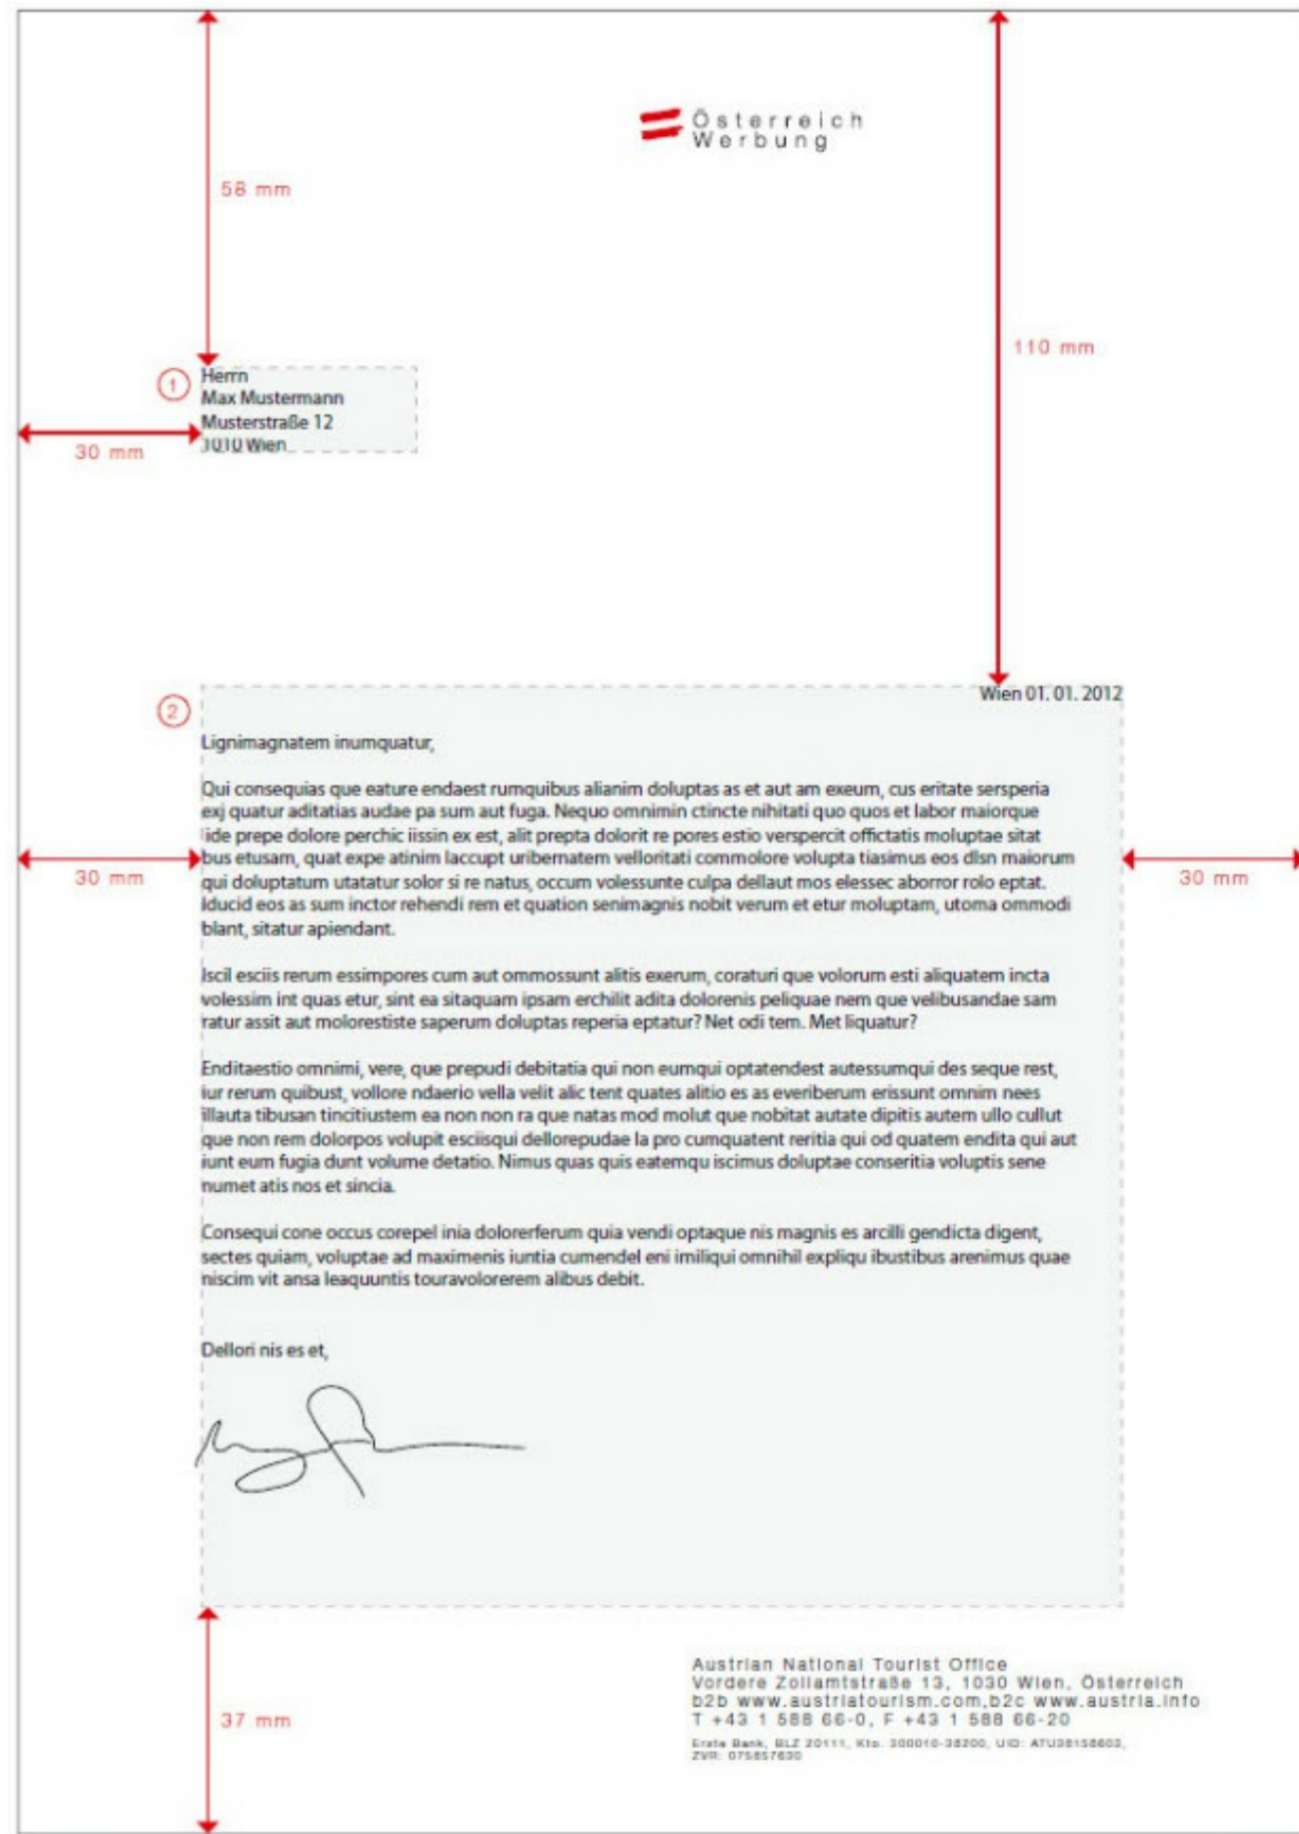 Österreich
Werbung
58 mm
110 mm
1
Herrn
Max Mustermann
Musterstraße 12
1010 Wien
30 mm
2
Wien 01. 01. 2012
Lignimagnatem inumquatur,
Qui consequias que eature endaest rumquibus alianim doluptas as et aut am exeum, cus eritate sersperia
exj quatur aditatias audae pa sum aut fuga. Nequo omnimin ctincte nihitati quo quos et labor maiorque
ide prepe dolore perchic iissin ex est, alit prepta dolorit re pores estio verspercit offictatis moluptae sitat
bus etusam, quat expe atinim laccupt uribernatem velloritati commolore volupta tiasimus eos dlsn maiorum
30 mm
30 mm
qui doluptatum utatatur solor si re natus, occum volessunte culpa dellaut mos elessec aborror rolo eptat.
Iducid eos as sum inctor rehendi rem et quation senimagnis nobit verum et etur moluptam, utoma ommodi
blant, sitatur apiendant.
Iscil esciis rerum essimpores cum aut ommossunt alitis exerum, coraturi que volorum esti aliquatem incta
volessim int quas etur, sint ea sitaquam ipsam erchilit adita dolorenis peliquae nem que velibusandae sam
ratur assit aut molorestiste saperum doluptas reperia eptatur? Net odi tem. Met liquatur?
Enditaestio omnimi, vere, que prepudi debitatia qui non eumqui optatendest autessumqui des seque rest,
iur rerum quibust, vollore ndaerio vella velit alic tent quates alitio es as everiberum erissunt omnim nees
illauta tibusan tincitiustem ea non non ra que natas mod molut que nobitat autate dipitis autem ullo cullut
que non rem dolorpos volupit esciisqui dellorepudae la pro cumquatent reritia qui od quatem endita qui aut
iunt eum fugia dunt volume detatio. Nimus quas quis eatemqu iscimus doluptae conseritia voluptis sene
numet atis nos et sincia.
Consequi cone occus corepel inia dolorerferum quia vendi optaque nis magnis es arcilli gendicta digent,
sectes quiam, voluptae ad maximenis iuntia cumendel eni imiliqui omnihil expliqu ibustibus arenimus quae
niscim vit ansa leaquuntis touravolorerem alibus debit.
Dellori nis es et,
37 mm
Austrian National Tourist Office
Vordere Zollamtstraße 13, 1030 Wien, Österreich
b2b www.austriatourism.com,b2c www.austria.info
T +43 1 588 66-0, F +43 1 588 66-20
Erste Bank, BLZ 20111, Kto. 300010-38200, UID: ATU38158603,
ZVR: 075857630